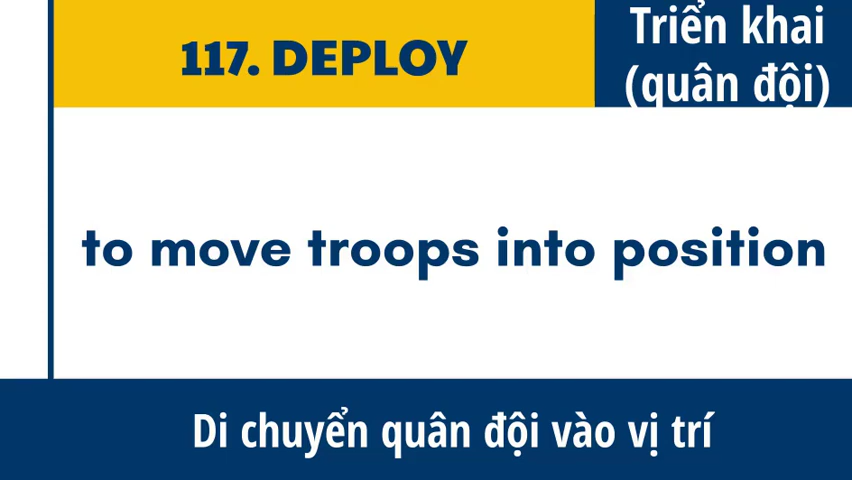 117. DEPLOY
Triển khai
(quân đội)
to move troops into position
Di chuyển quân đội vào vị trí